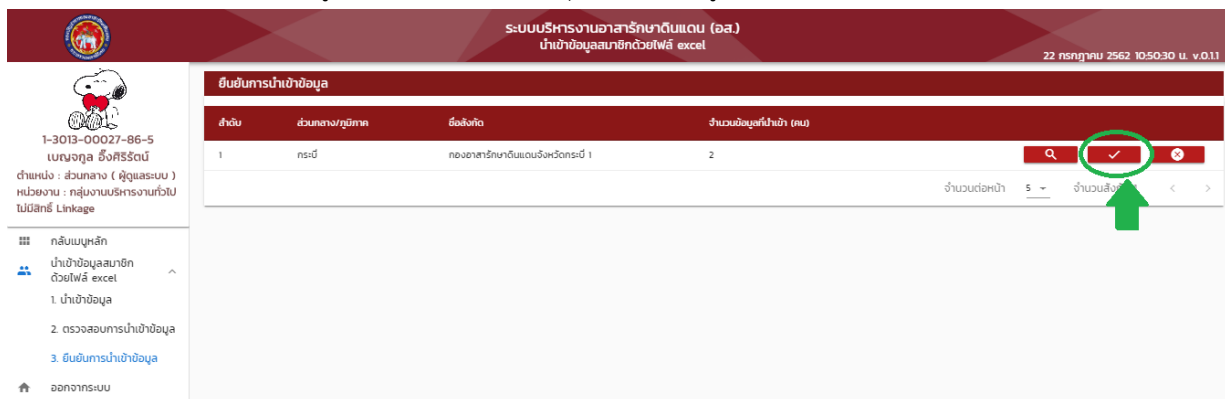 ระบบบริหารงานอาสารักษาดินแดน (อส.)
นำเข้าข้อมูลสมาชิกด้วยไฟล์ excel
22 กรกฎาคม 2562 10:50:30 น. v.0.1.1
1-3013-00027-86-5
เบญจกูล อึ๊งศิริรัตน์
ตำแหน่ง : ส่วนกลาง ( ผู้ดูแลระบบ )
หน่วยงาน : กลุ่มงานบริหารงานทั่วไป
ไม่มีสิทธิ์ Linkage
กลับเมนูหลัก
นำเข้าข้อมูลสมาชิก
ด้วยไฟล์ excel
1. นำเข้าข้อมูล
2. ตรวจสอบการนำเข้าข้อมูล
3. ยืนยันการนำเข้าข้อมูล
ออกจากระบบ
ยืนยันการนำเข้าข้อมูล
ลำดับ ส่วนกลาง/ภูมิภาค ชื่อสังกัด จำนวนข้อมูลที่นำเข้า (คน)
1 กระบี่ กองอาสารักษาดินแดนจังหวัดกระบี่ 1 2
จำนวนต่อหน้า 5